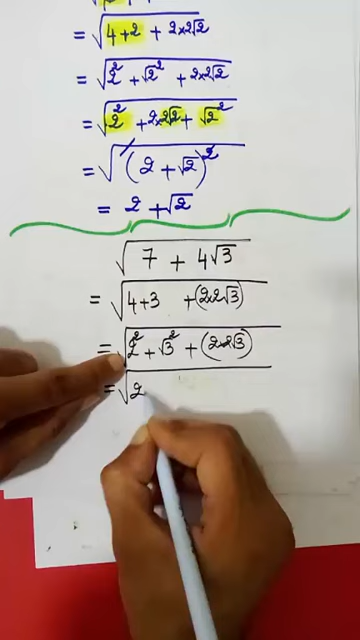 = √(4+2 + 2×2√2)
= √(2² + √2² + 2×2√2)
= √(2² + 2×2√2 + √2²)
= √(2 + √2)²
= 2 + √2
√(7 + 4√3)
= √(4+3 + (2×2√3))
= √(2² + √3² + (2×2√3))
= √2